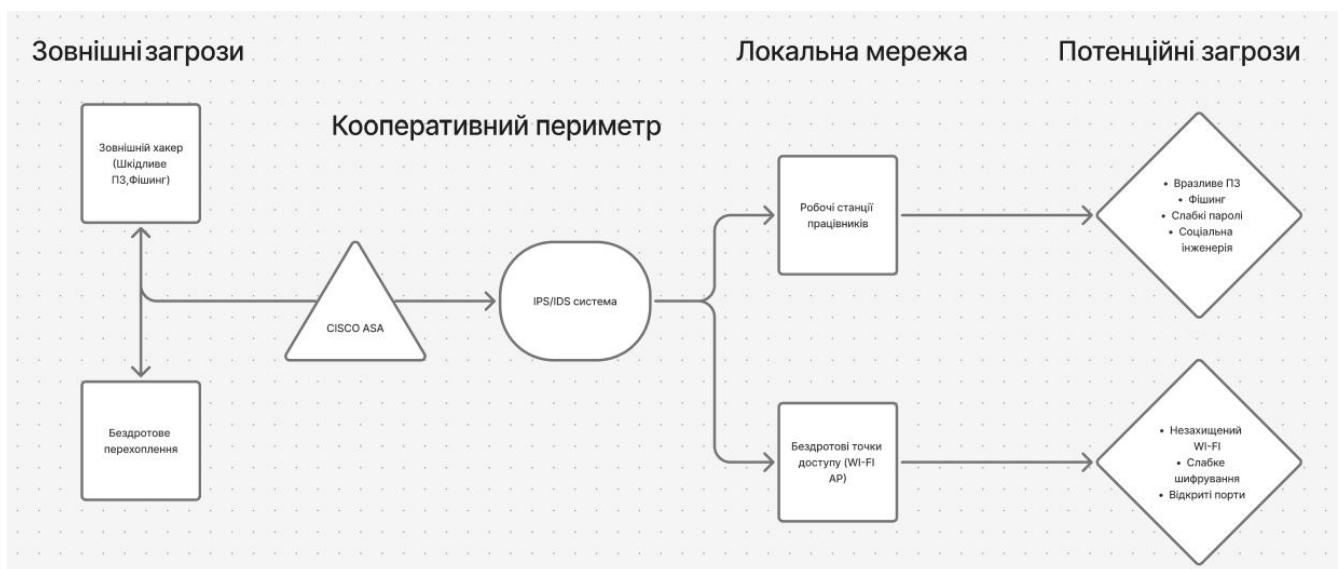 Зовнішні загрози
Локальна мережа
Потенційні загрози
Кооперативний периметр
Зовнішній хакер
(Шкідливе
ПЗ,Фішинг)
Бездротове
перехоплення
CISCO ASA
IPS/IDS система
Робочі станції
працівників
Бездротові точки
доступу (WI-FI
AP)
• Вразливе ПЗ
• Фішинг
• Слабкі паролі
• Соціальна
інженерія
• Незахищений
WI-FI
• Слабке
шифрування
• Відкриті порти